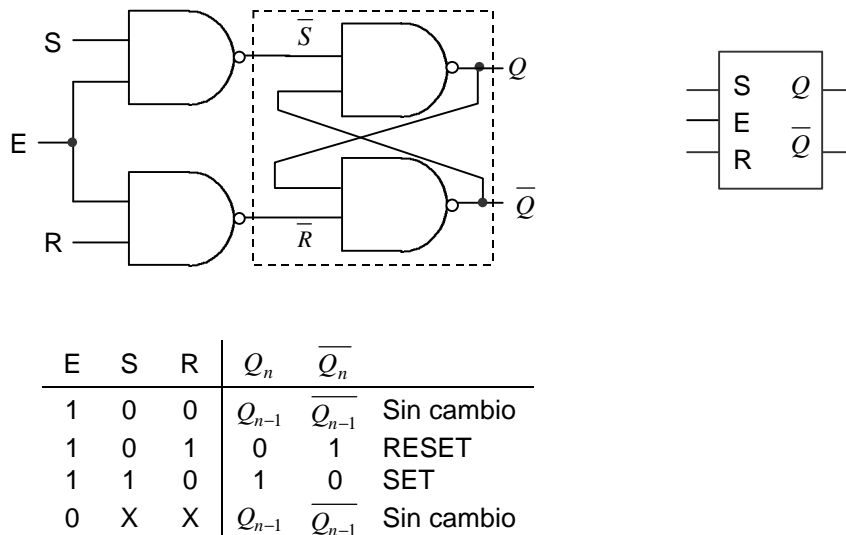 S
E
R
S̅
R̅
Q
Q̅
S Q
E
R Q̅
E S R Qₙ Q̅ₙ
1 0 0 Qₙ₋₁ Q̅ₙ₋₁ Sin cambio
1 0 1 0 1 RESET
1 1 0 1 0 SET
0 X X Qₙ₋₁ Q̅ₙ₋₁ Sin cambio